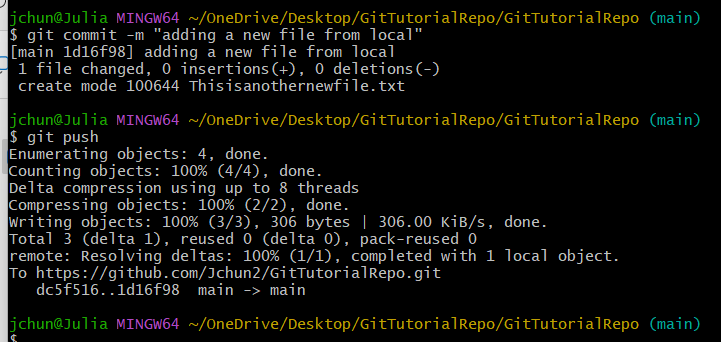 jchun@Julia MINGW64 ~/OneDrive/Desktop/GitTutorialRepo/GitTutorialRepo (main)
$ git commit -m "adding a new file from local"
[main 1d16f98] adding a new file from local
 1 file changed, 0 insertions(+), 0 deletions(-)
 create mode 100644 Thisisanothernewfile.txt

jchun@Julia MINGW64 ~/OneDrive/Desktop/GitTutorialRepo/GitTutorialRepo (main)
$ git push
Enumerating objects: 4, done.
Counting objects: 100% (4/4), done.
Delta compression using up to 8 threads
Compressing objects: 100% (2/2), done.
Writing objects: 100% (3/3), 306 bytes | 306.00 KiB/s, done.
Total 3 (delta 1), reused 0 (delta 0), pack-reused 0
remote: Resolving deltas: 100% (1/1), completed with 1 local object.
To https://github.com/Jchun2/GitTutorialRepo.git
   dc5f516..1d16f98  main -> main

jchun@Julia MINGW64 ~/OneDrive/Desktop/GitTutorialRepo/GitTutorialRepo (main)
$